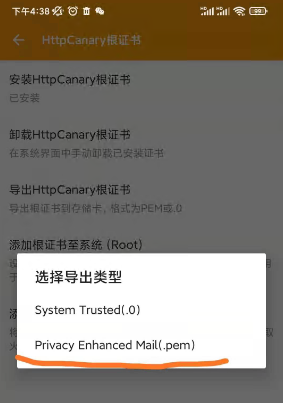 下午4:38
HD HD 99
HttpCanary根证书
安装HttpCanary根证书
已安装
卸载HttpCanary根证书
在系统界面中手动卸载已安装证书
导出HttpCanary根证书
导出根证书到存储卡，格式为PEM或.0
添加根证书至系统 (Root)
选择导出类型
System Trusted(.0)
Privacy Enhanced Mail(.pem)